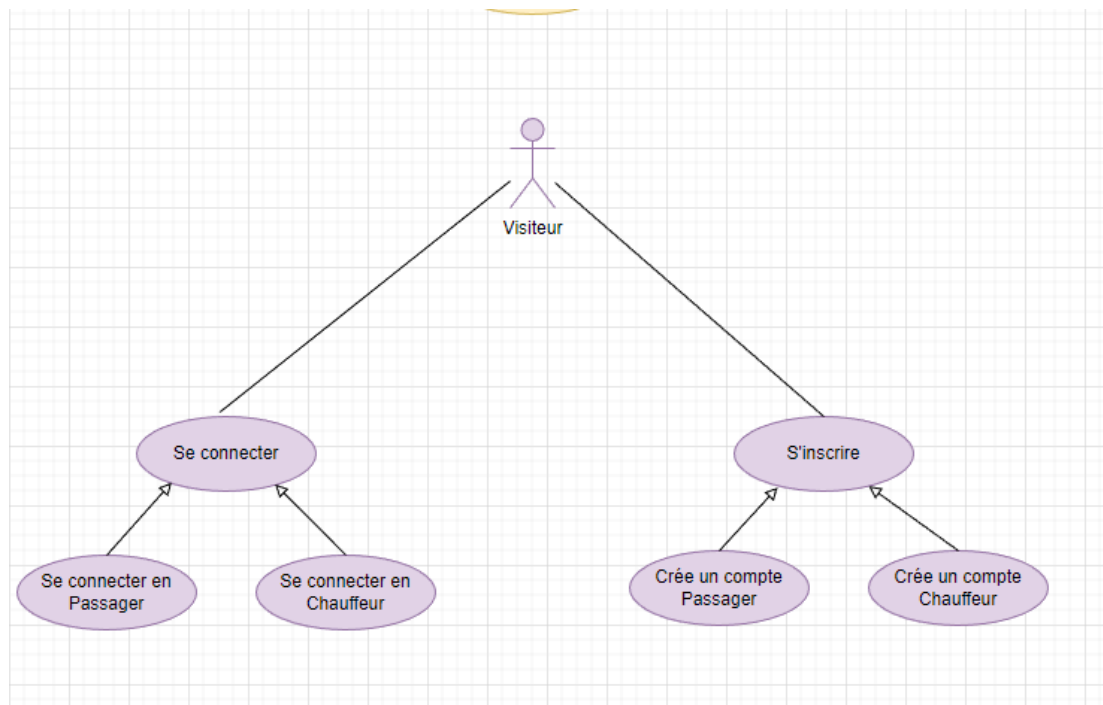 Visiteur
Se connecter
S'inscrire
Se connecter en
Passager
Se connecter en
Chauffeur
Crée un compte
Passager
Crée un compte
Chauffeur